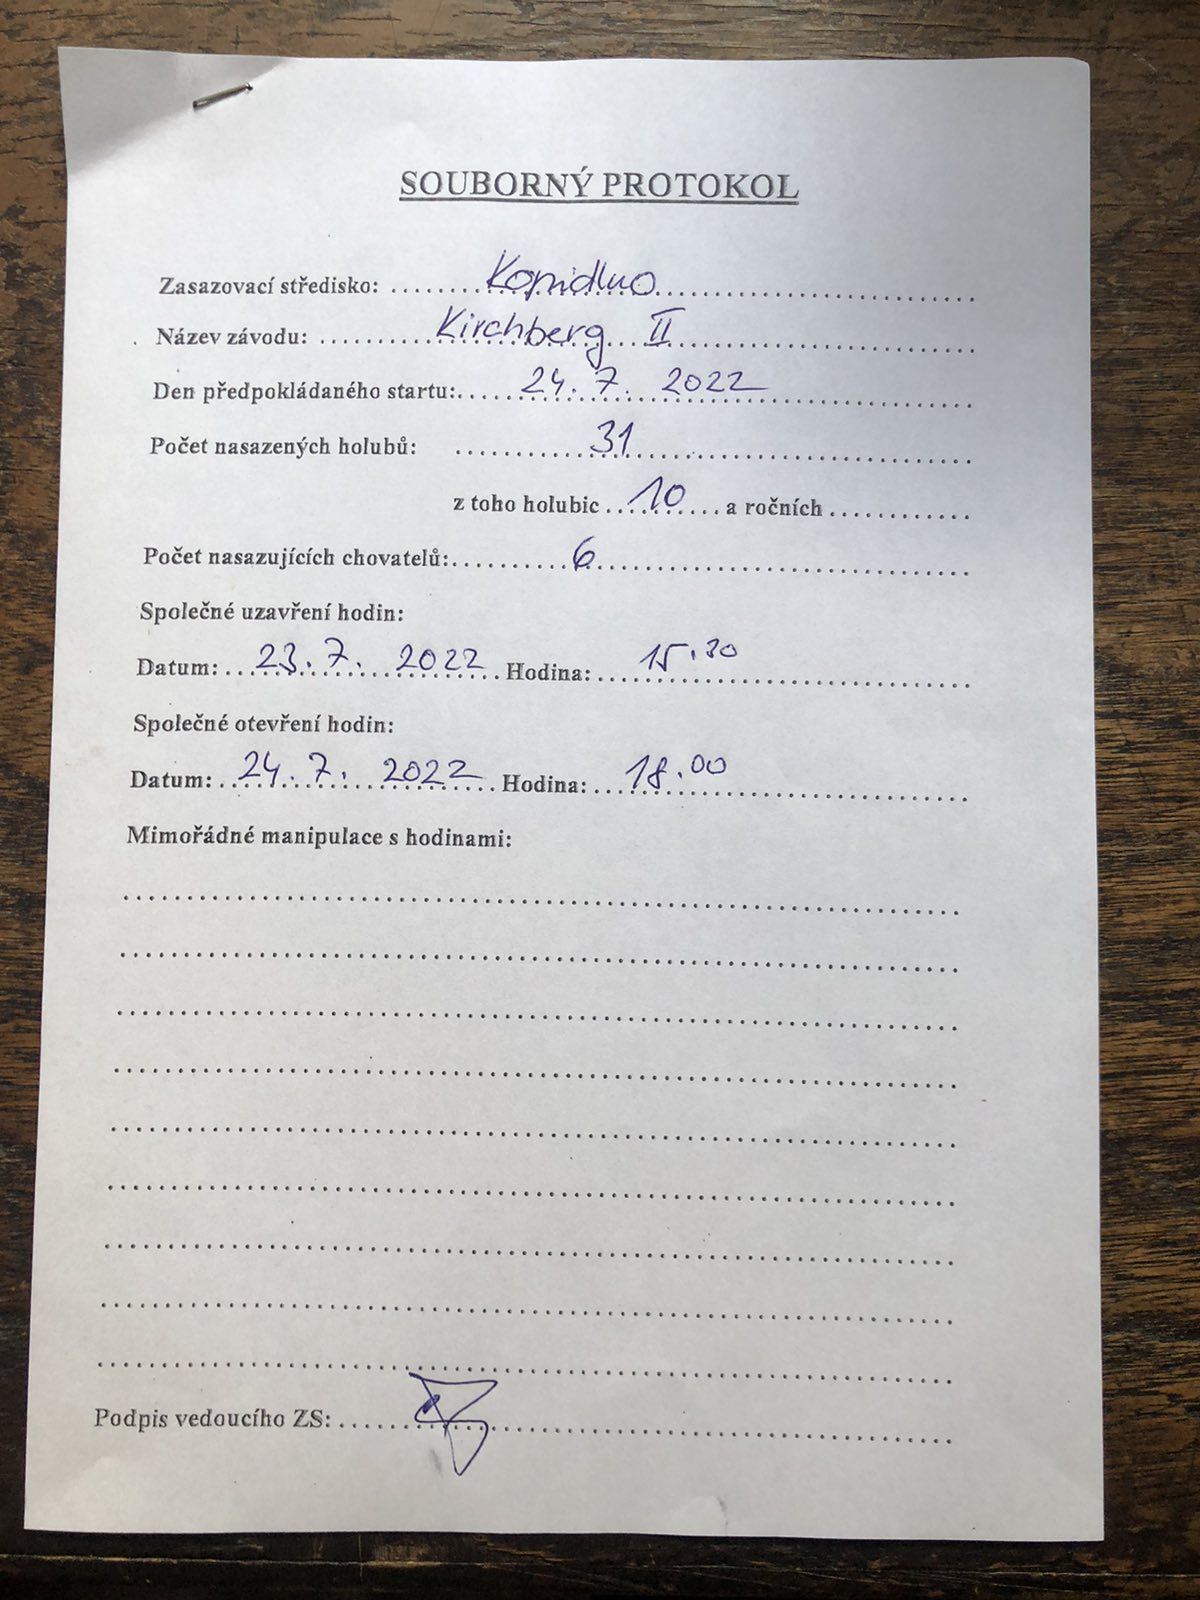 SOUBORNÝ PROTOKOL
Zasazovací středisko: Kopidlno
Název závodu: Kirchberg II
Den předpokládaného startu: 24. 7. 2022
Počet nasazených holubů: 31
z toho holubic 10 a ročních
Počet nasazujících chovatelů: 6
Společné uzavření hodin:
Datum: 23. 7. 2022 Hodina: 15.30
Společné otevření hodin:
Datum: 24. 7. 2022 Hodina: 18.00
Mimořádné manipulace s hodinami:
Podpis vedoucího ZS: